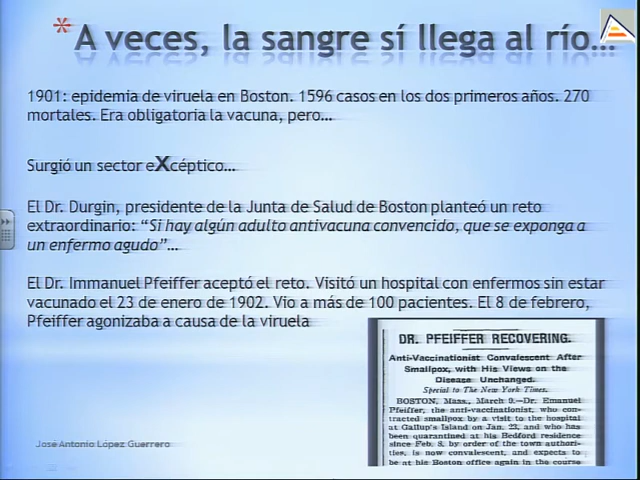 * A veces, la sangre sí llega al río...
1901: epidemia de viruela en Boston. 1596 casos en los dos primeros años. 270
mortales. Era obligatoria la vacuna, pero...
Surgió un sector eXcéptico...
El Dr. Durgin, presidente de la Junta de Salud de Boston planteó un reto
extraordinario: "Si hay algún adulto antivacuna convencido, que se exponga a
un enfermo agudo"...
El Dr. Immanuel Pfeiffer aceptó el reto. Visitó un hospital con enfermos sin estar
vacunado el 23 de enero de 1902. Vio a más de 100 pacientes. El 8 de febrero,
Pfeiffer agonizaba a causa de la viruela
DR. PFEIFFER RECOVERING.
Anti-Vaccinationist Convalescent After
Smallpox, with His Views on the
Disease Unchanged.
Special to The New York Times.
BOSTON, Mass., March 9.—Dr. Emanuel
Pfeiffer, the anti-vaccinationist, who con-
tracted smallpox by a visit to the hospital
at Gallup's Island on Jan. 23, and who has
been quarantined at his Bedford residence
since Feb. 8, by order of the town authori-
ties, is now convalescent, and expects to
be at his Boston office again in the course
José Antonio López Guerrero